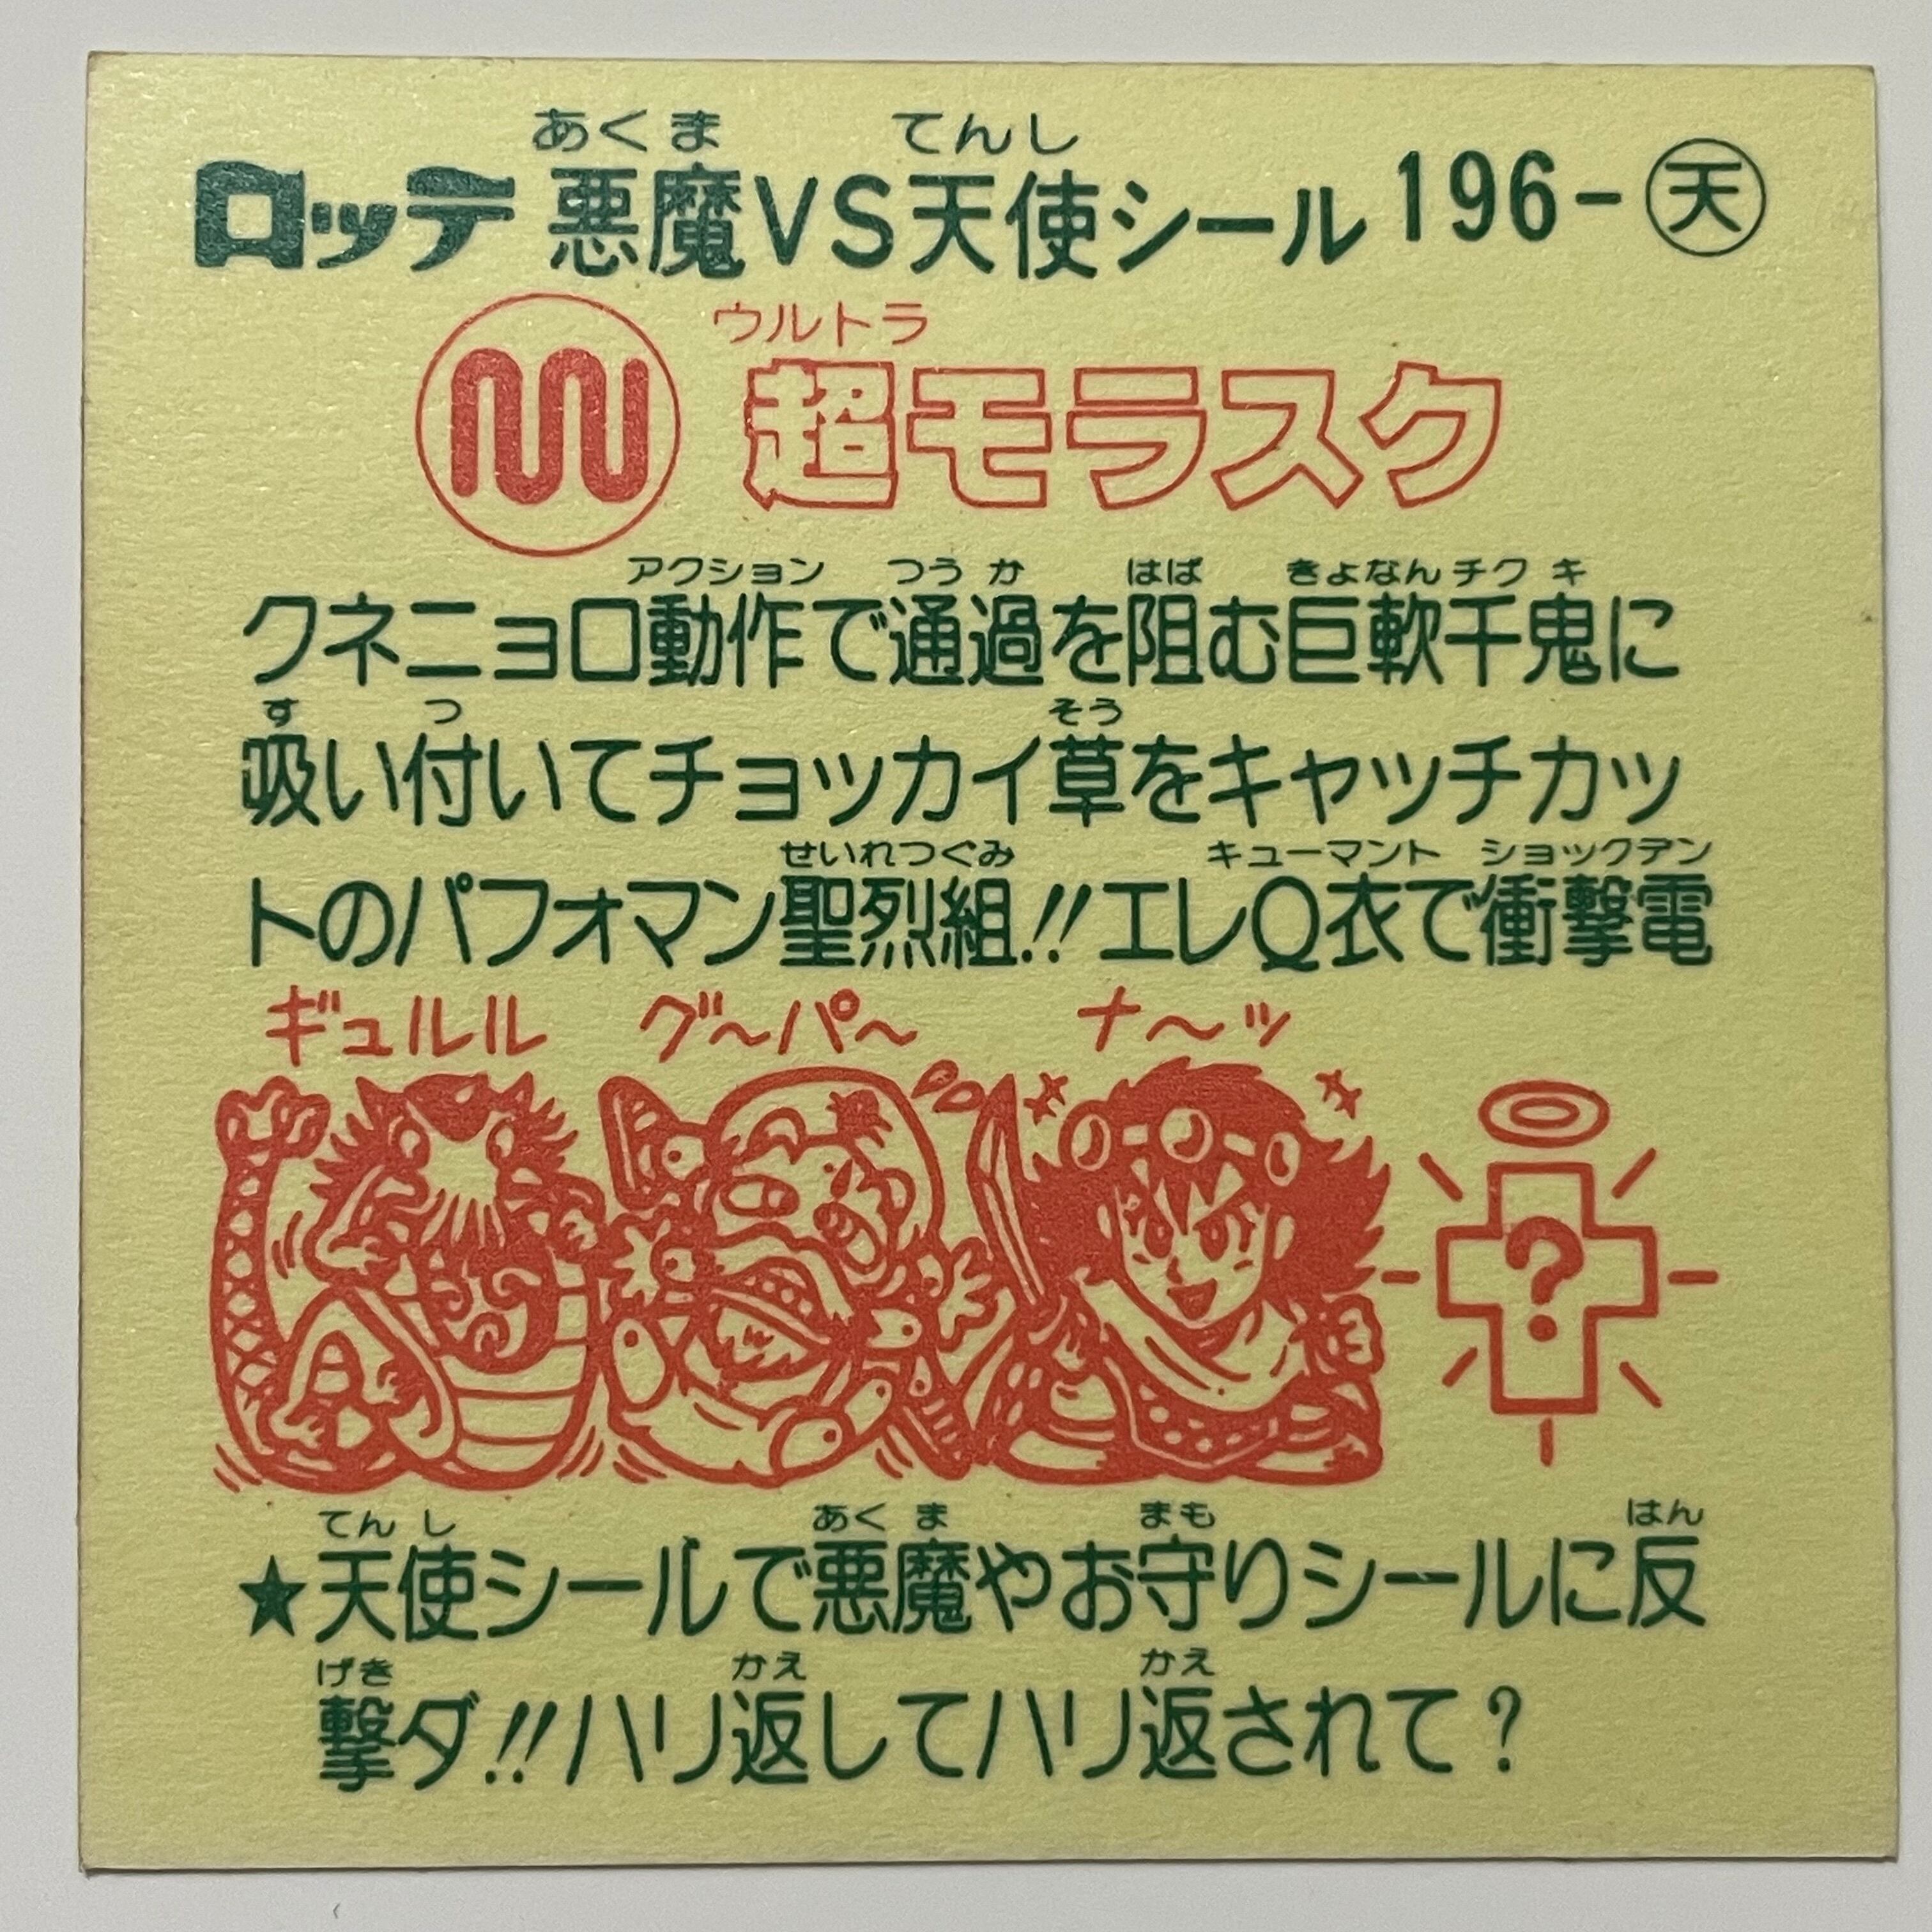 あくま てんし
ロッテ 悪魔VS天使シール 196-天
ウルトラ
超モラスク
アクション つうか はば きょなんチクキ
クネニョロ動作で通過を阻む巨軟千鬼に
す つ そう
吸い付いてチョッカイ草をキャッチカッ
せいれつぐみ キューマント ショックデン
トのパフォマン聖烈組!!エレQ衣で衝撃電
ギュルル グ〜パ〜 ナ〜ッ
?
てんし あくま まも はん
★天使シールで悪魔やお守りシールに反
げき かえ かえ
撃ダ!!ハリ返してハリ返されて?